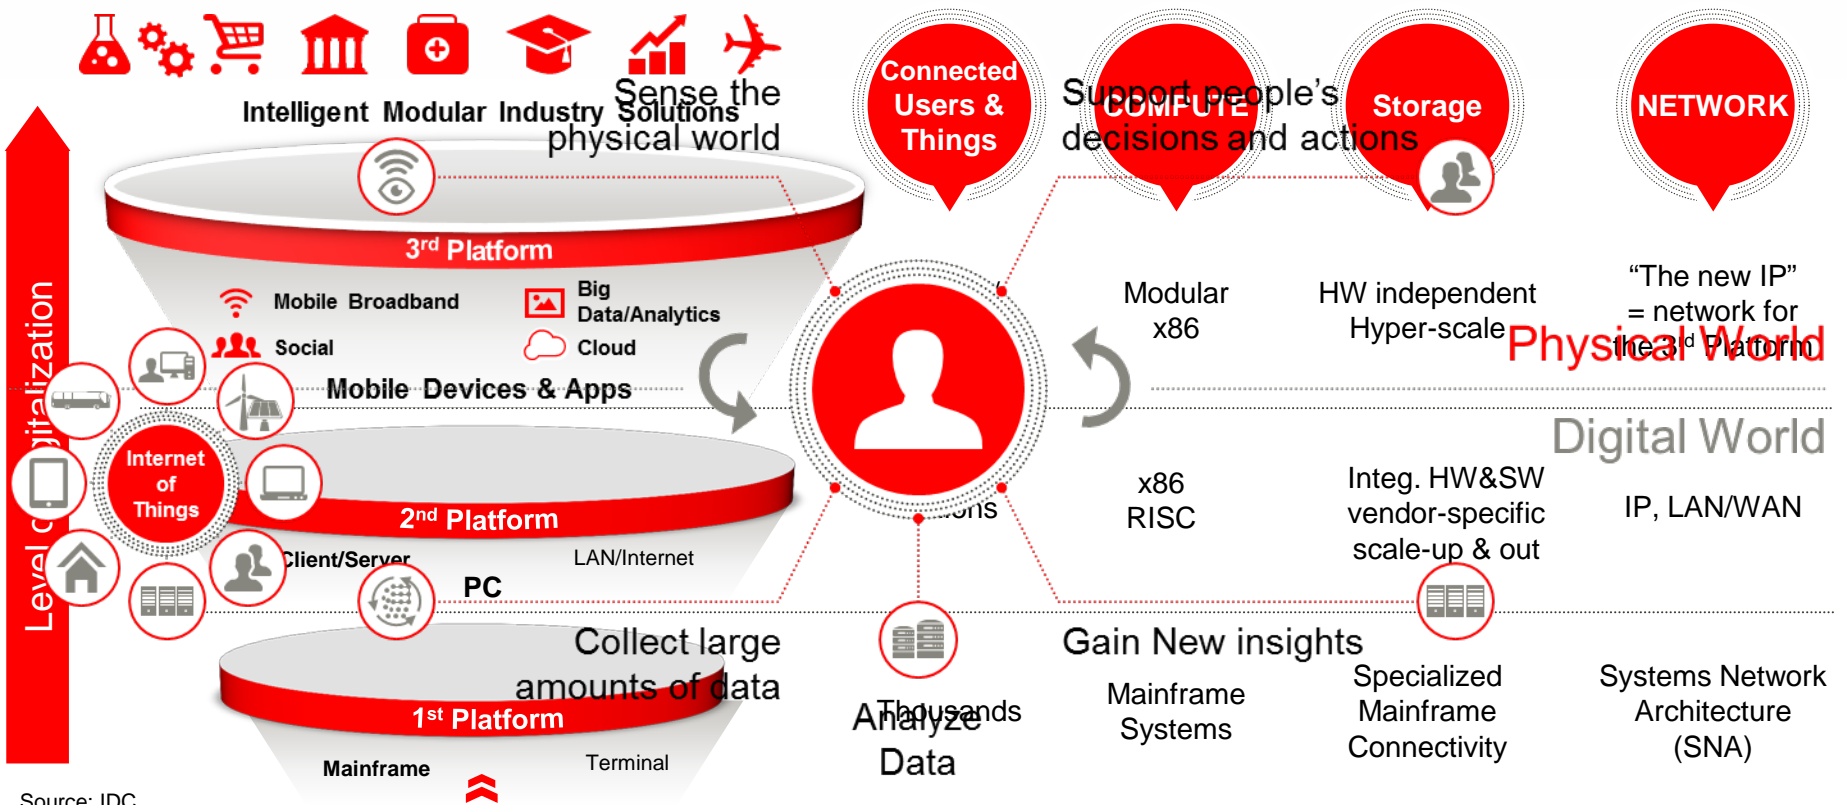 Connected
Users &
Things
COMPUTE
Storage
NETWORK
Sense the
physical world
Support people's
decisions and actions
Intelligent Modular Industry Solutions
3rd Platform
Mobile Broadband
Big
Data/Analytics
Social
Cloud
Mobile Devices & Apps
Modular
x86
HW independent
Hyper-scale
“The new IP”
= network for
the 3rd Platform
Physical World
Digital World
Level
Internet
of
Things
2nd Platform
Client/Server
LAN/Internet
PC
x86
RISC
Integ. HW&SW
vendor-specific
scale-up & out
IP, LAN/WAN
Collect large
amounts of data
Gain New insights
1st Platform
Mainframe
Terminal
Thousands
Analyze
Data
Mainframe
Systems
Specialized
Mainframe
Connectivity
Systems Network
Architecture
(SNA)
Source: IDC